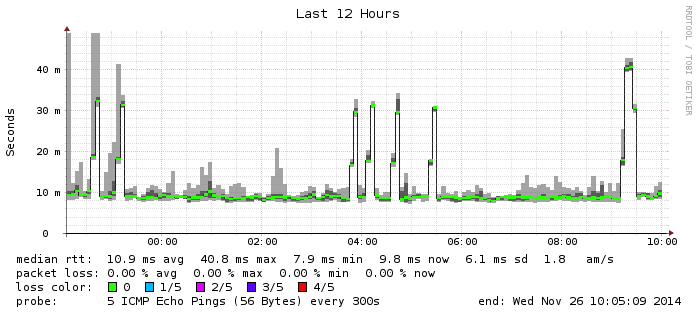 Last 12 Hours
RRDTOOL / TOBI OETIKER
Seconds
40 m
30 m
20 m
10 m
0
00:00 02:00 04:00 06:00 08:00 10:00
median rtt: 10.9 ms avg 40.8 ms max 7.9 ms min 9.8 ms now 6.1 ms sd 1.8 am/s
packet loss: 0.00 % avg 0.00 % max 0.00 % min 0.00 % now
loss color: 0 1/5 2/5 3/5 4/5
probe: 5 ICMP Echo Pings (56 Bytes) every 300s end: Wed Nov 26 10:05:09 2014